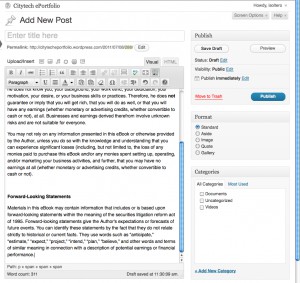 Citytech ePortfolio
Add New Post
Screen Options
Help
Enter title here
Permalink: http://cityteche
Edit
Upload/Insert
Visual
HTML
Paragraph
he does not know you, your background, your work ethic, your dedication, your
motivation, your desire, or your business skills or practices. Therefore, he does not
guarantee or imply that you will get rich, that you will do as well, or that you will
have any earnings (whether monetary or advertising credits, whether convertible
to cash or not), at all. Businesses and earnings derived therefrom involve unknown
risks and are not suitable for everyone.
You may not rely on any information presented in this eBook or otherwise provided
by the Author, unless you do so with the knowledge and understanding that you
can experience significant losses (including, but not limited to, the loss of any
monies paid to purchase this eBook and/or any monies spent setting up, operating,
and/or marketing your business activities, and further, that you may have no
earnings at all (whether monetary or advertising credits, whether convertible to
cash or not).
Forward-Looking Statements
Materials in this eBook may contain information that includes or is based upon
forward-looking statements within the meaning of the securities litigation reform act
of 1995. Forward-looking statements give the Author's expectations or forecasts of
future events. You can identify these statements by the fact that they do not relate
strictly to historical or current facts. They use words such as "anticipate,"
"estimate," "expect," "project," "intend," "plan," "believe," and other words and terms
of similar meaning in connection with a description of potential earnings or financial
performance.
Path: p » span » span » span
Word count: 311
Draft saved at 11:30:09 am.
Publish
Save Draft
Preview
Status: Draft Edit
Visibility: Public Edit
Publish immediately Edit
Move to Trash
Publish
Format
Standard
Aside
Image
Quote
Gallery
Categories
All Categories
Most Used
Documents
Uncategorized
Videos
+ Add New Category